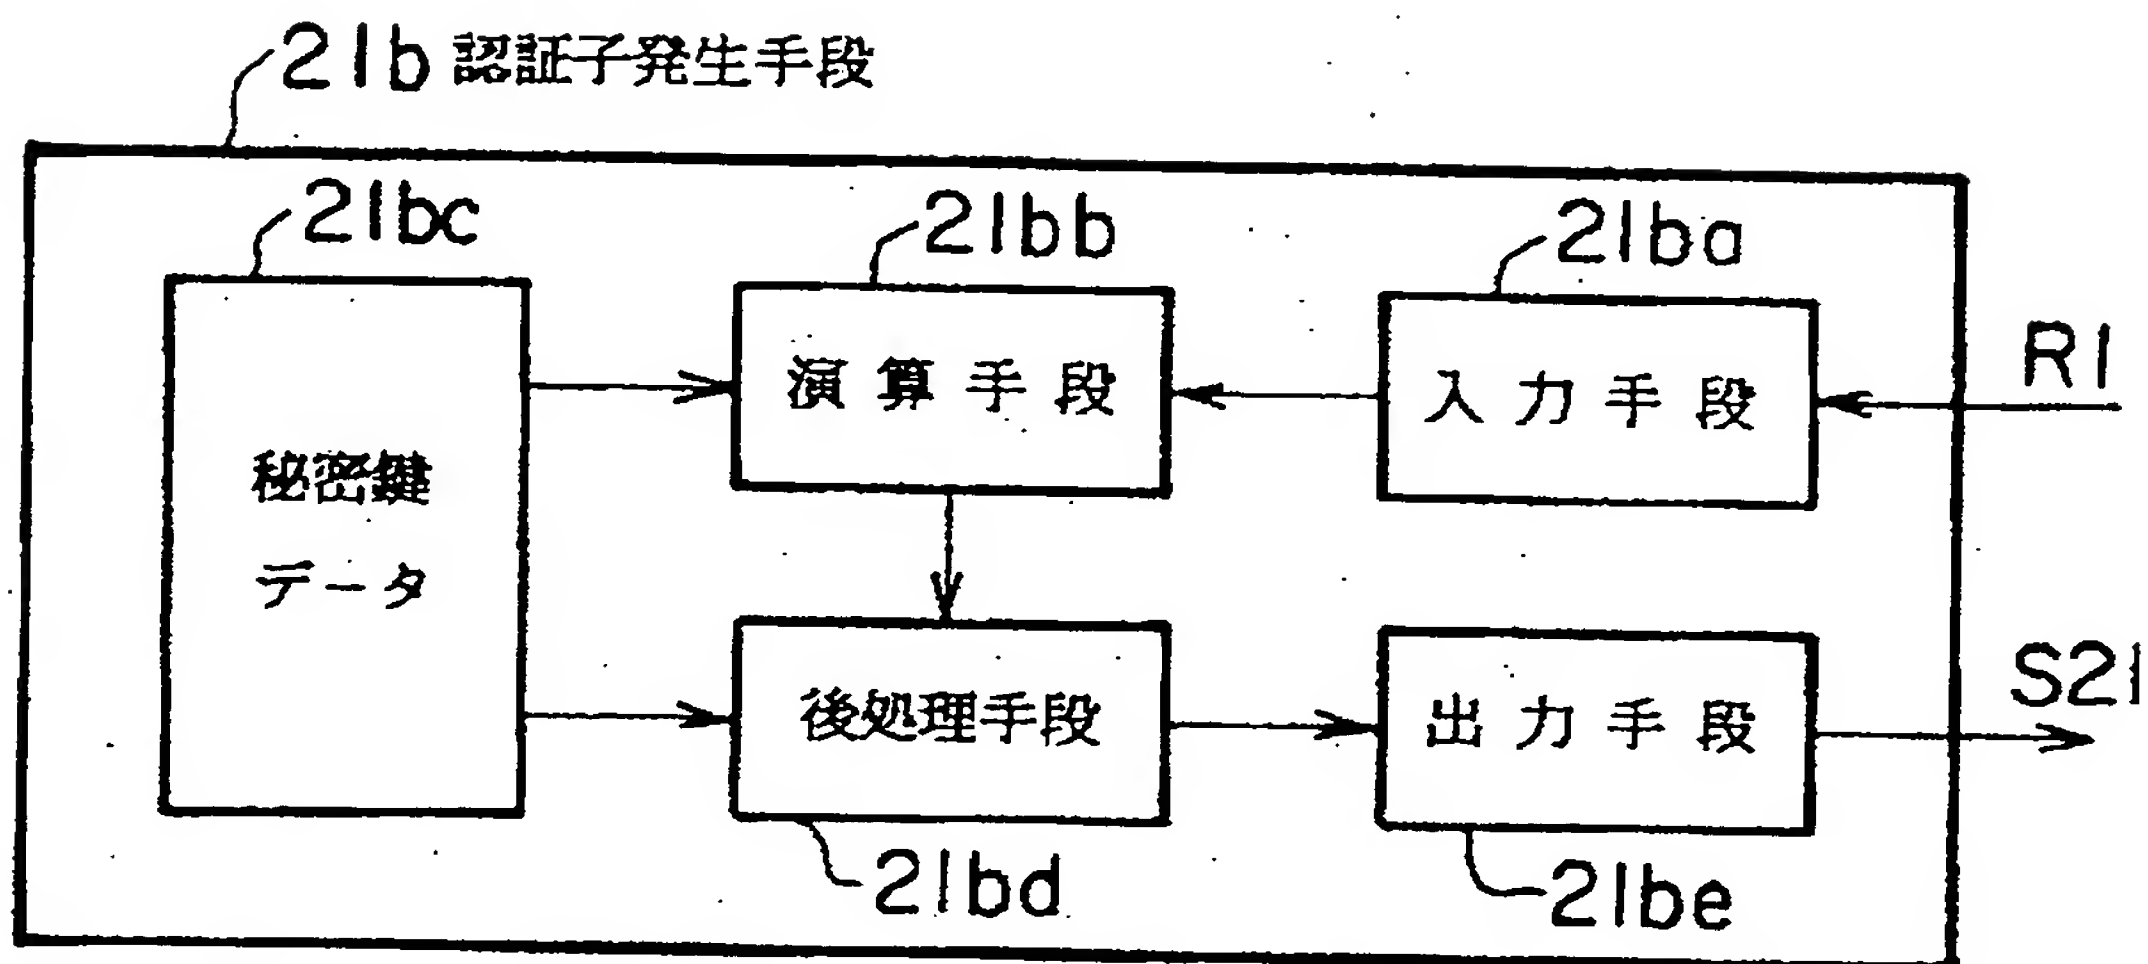 21b 認証子発生手段
21bc
21bb
21ba
R1
秘密鍵
データ
演算手段
入力手段
後処理手段
出力手段
S21
21bd
21be